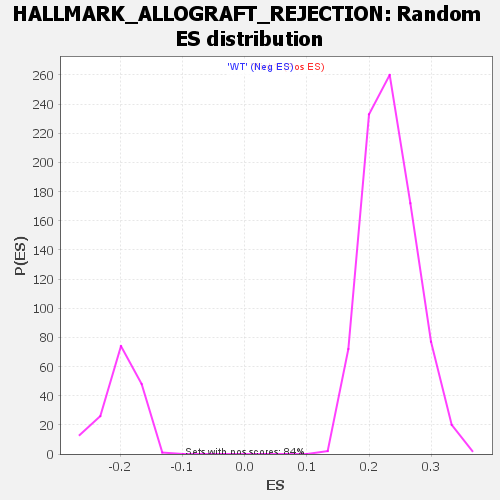 HALLMARK_ALLOGRAFT_REJECTION: Random
ES distribution
'WT' (Neg ES)os ES)
260
240
220
200
180
160
140
120
100
80
60
40
20
0
P(ES)
Sets with pos scores: 84%
-0.2 -0.1 0.0 0.1 0.2 0.3
ES